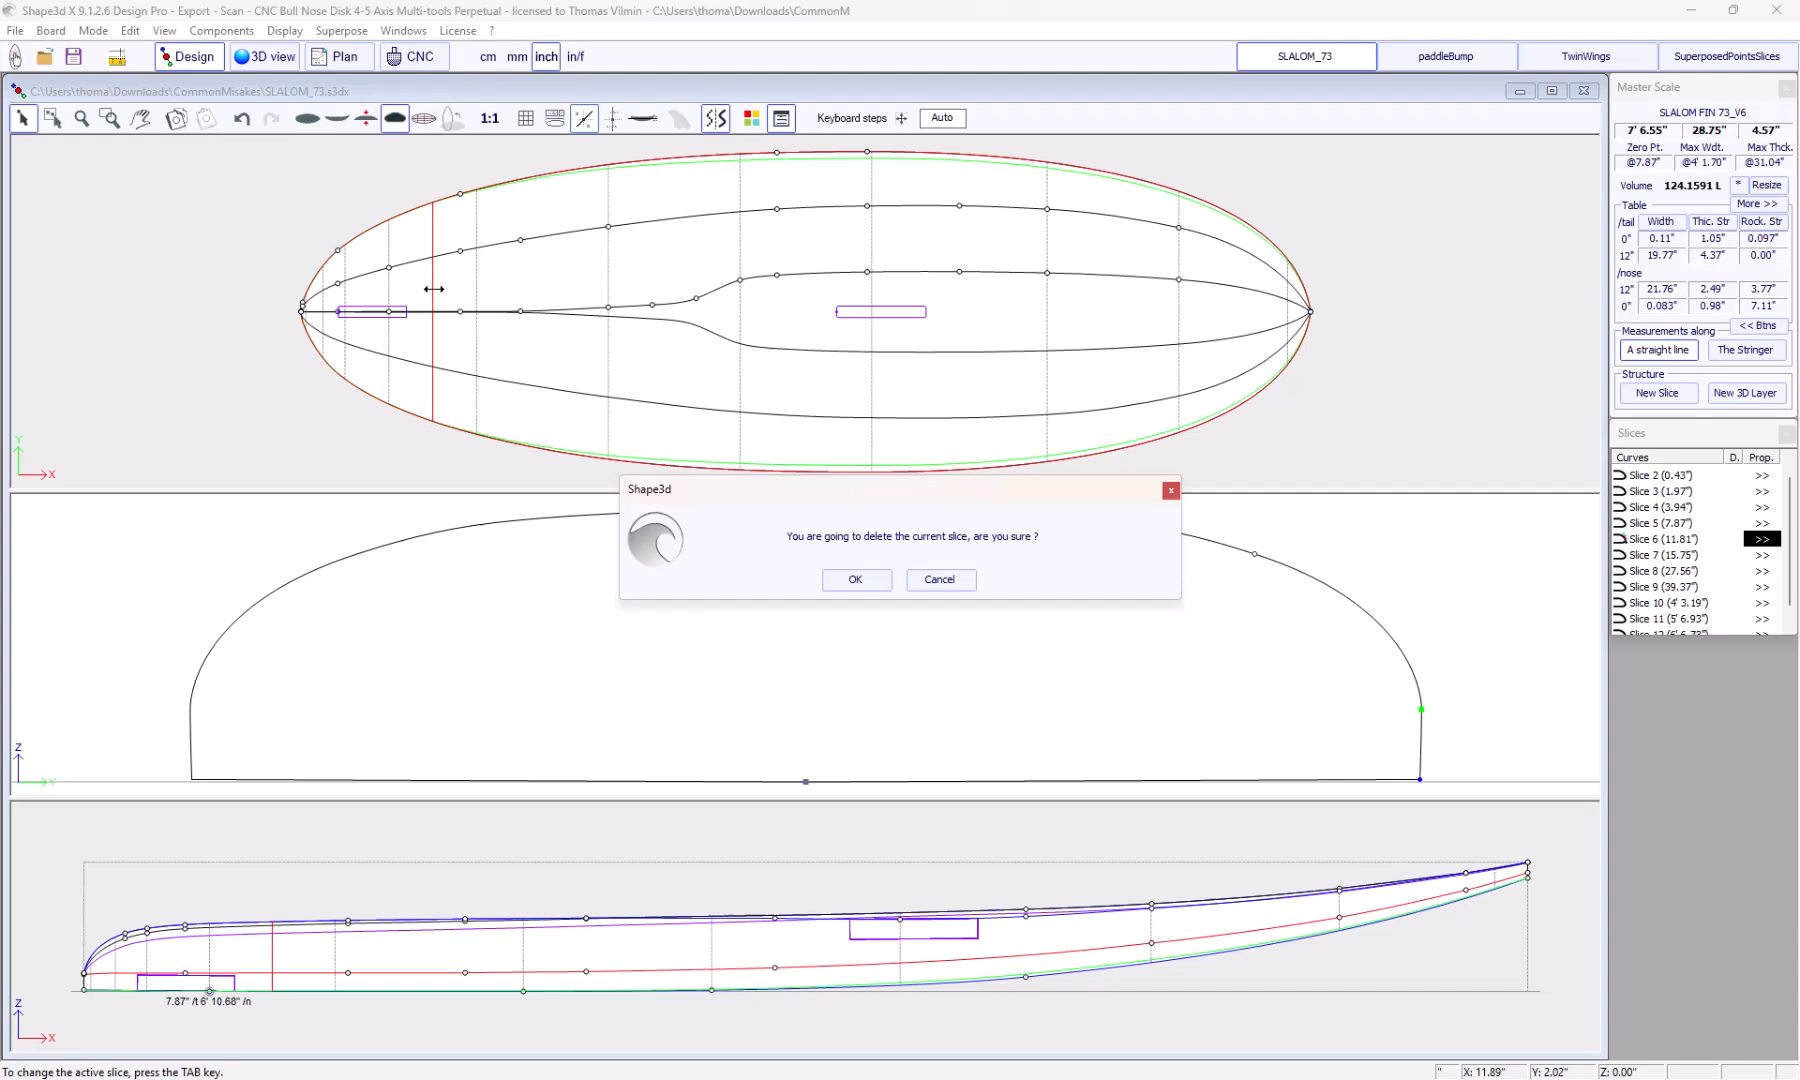 Shape3d X 9.1.2.6 Design Pro - Export - Scan - CNC Bull Nose Disk 4-5 Axis Multi-tools Perpetual - licensed to Thomas Vilmin - C:\Users\thoma\Downloads\CommonM
File Board Mode Edit View Components Display Superpose Windows License ?
Design 3D view Plan CNC cm mm inch in/f SLALOM_73 paddleBump TwinWings SuperposedPointsSlices
C:\Users\thoma\Downloads\CommonMisakes\SLALOM_73.s3dx
1:1 Keyboard steps Auto
Master Scale
SLALOM FIN 73_V6
7' 6.55" 28.75" 4.57"
Zero Pt. Max Wdt. Max Thck.
@7.87" @4' 1.70" @31.04"
Volume 124.1591 L * Resize
Table More >>
/tail Width Thic. Str Rock. Str
0" 0.11" 1.05" 0.097"
12" 19.77" 4.37" 0.00"
/nose
12" 21.76" 2.49" 3.77"
0" 0.083" 0.98" 7.11"
Measurements along << Btns
A straight line The Stringer
Structure
New Slice New 3D Layer
Slices
Curves D. Prop.
Slice 2 (0.43") >>
Slice 3 (1.97") >>
Slice 4 (3.94") >>
Slice 5 (7.87") >>
Slice 6 (11.81") >>
Slice 7 (15.75") >>
Slice 8 (27.56") >>
Slice 9 (39.37") >>
Slice 10 (4' 3.19") >>
Slice 11 (5' 6.93") >>
Slice 12 (6' 6.73") >>
Y
X
Shape3d
You are going to delete the current slice, are you sure ?
OK Cancel
Z
Y
7.87" /t 6' 10.68" /n
Z
X
To change the active slice, press the TAB key. " X: 11.89" Y: 2.02" Z: 0.00"